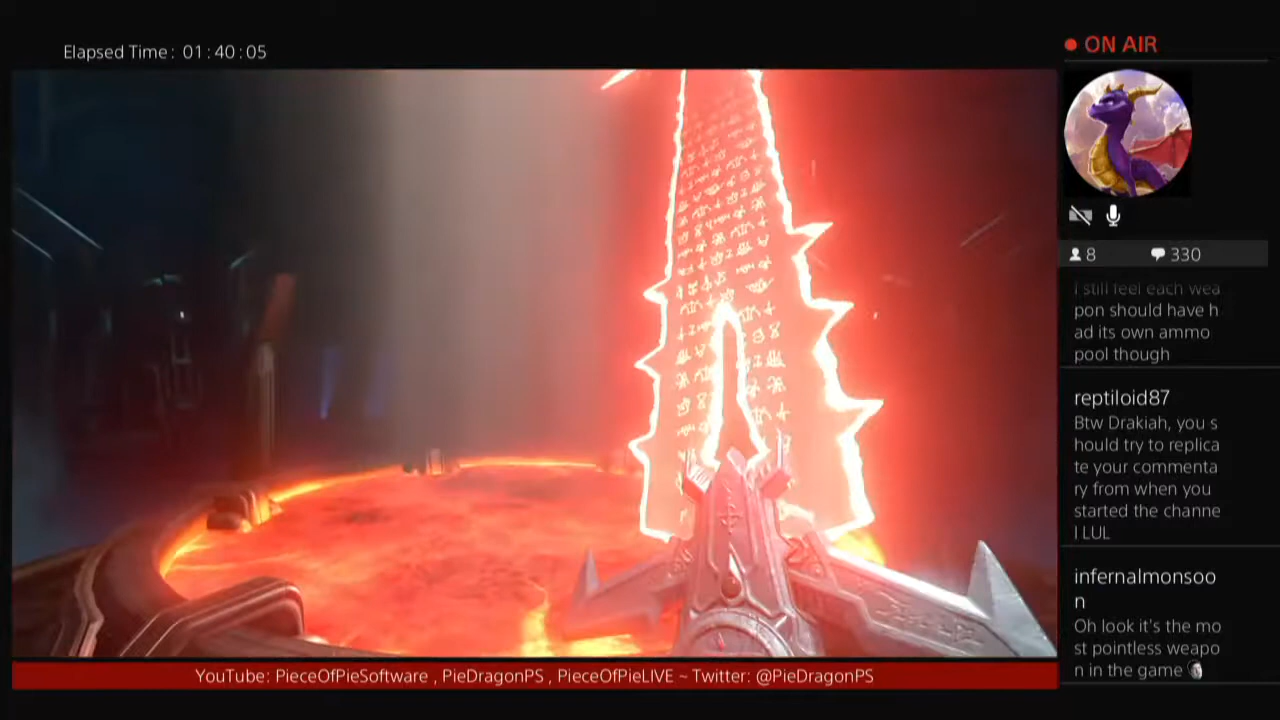 Elapsed Time: 01:40:05
ON AIR
8 330
I still feel each wea
pon should have h
ad its own ammo
pool though
reptiloid87
Btw Drakiah, you s
hould try to replica
te your commenta
ry from when you
started the channe
l LUL
infernalmonsoo
n
Oh look it's the mo
st pointless weapo
n in the game
YouTube: PieceOfPieSoftware , PieDragonPS , PieceOfPieLIVE ~ Twitter: @PieDragonPS